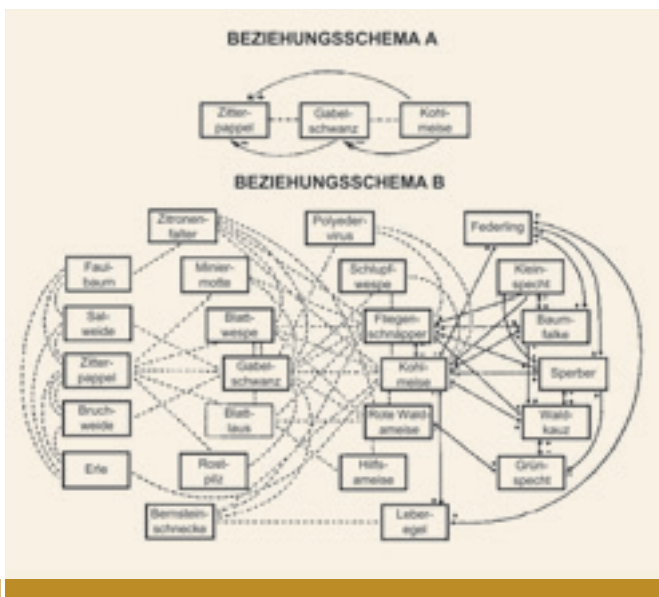 BEZIEHUNGSSCHEMA A
Zitter-
pappel
Gabel-
schwanz
Kohl-
meise
BEZIEHUNGSSCHEMA B
Zitronen-
falter
Polyeder-
virus
Federling
Faul-
baum
Minier-
motte
Schlupf-
wespe
Klein-
specht
Sal-
weide
Blatt-
wespe
Fliegen-
schnäpper
Baum-
falke
Zitter-
pappel
Gabel-
schwanz
Kohl-
meise
Sperber
Bruch-
weide
Blatt-
laus
Rote Wald-
ameise
Wald-
kauz
Erle
Rost-
pilz
Hilfs-
ameise
Grün-
specht
Bernstein-
schnecke
Leber-
egel